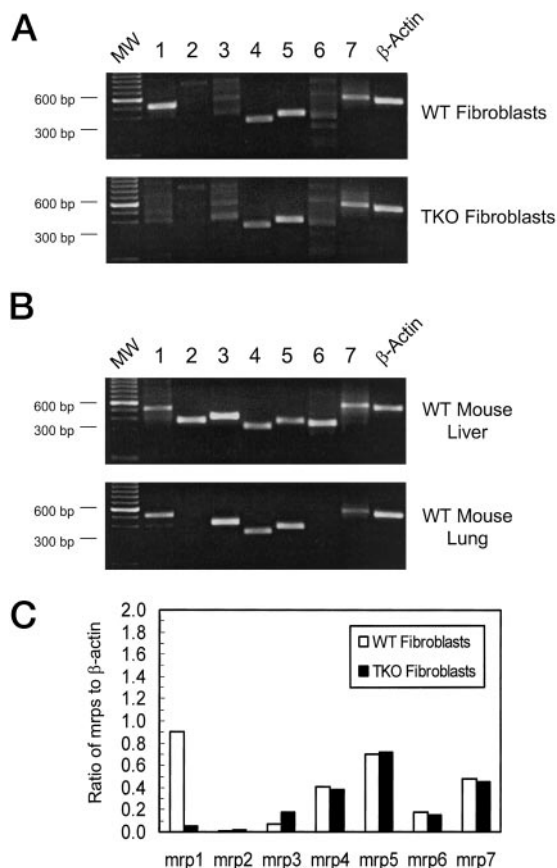 A
MW 1 2 3 4 5 6 7 β-Actin
600 bp
300 bp
WT Fibroblasts
600 bp
300 bp
TKO Fibroblasts
B
MW 1 2 3 4 5 6 7 β-Actin
600 bp
300 bp
WT Mouse
Liver
600 bp
300 bp
WT Mouse
Lung
C
Ratio of mrps to β-actin
2.0
1.8
1.6
1.4
1.2
1.0
0.8
0.6
0.4
0.2
0.0
WT Fibroblasts
TKO Fibroblasts
mrp1 mrp2 mrp3 mrp4 mrp5 mrp6 mrp7